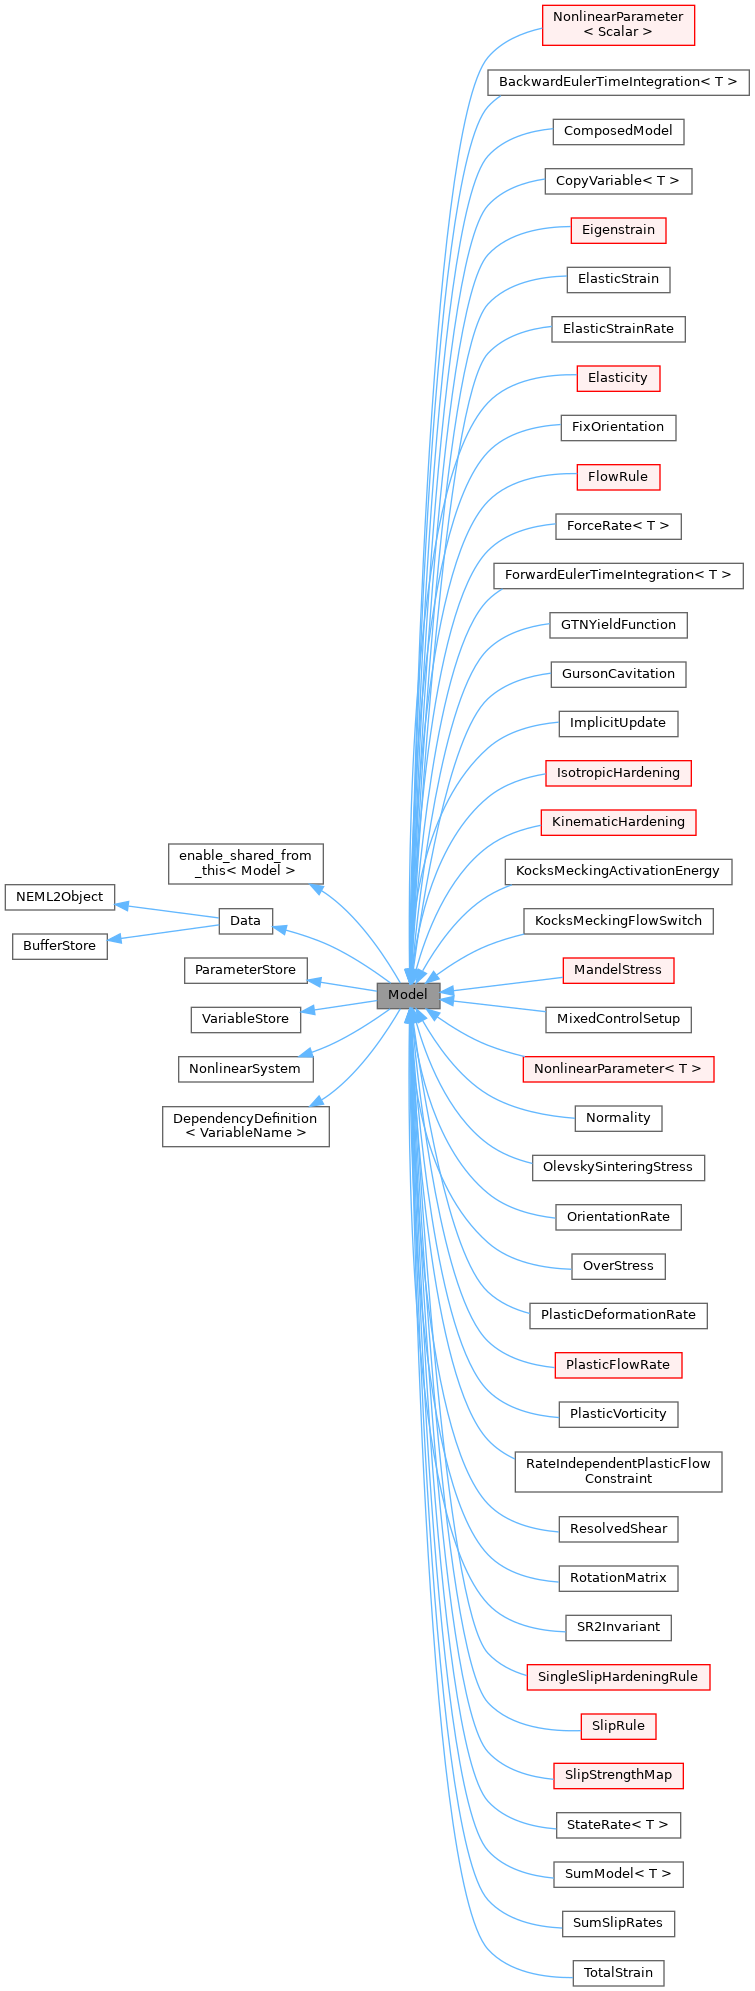 NonlinearParameter
< Scalar >
BackwardEulerTimeIntegration< T >
ComposedModel
CopyVariable< T >
Eigenstrain
ElasticStrain
ElasticStrainRate
Elasticity
FixOrientation
FlowRule
ForceRate< T >
ForwardEulerTimeIntegration< T >
GTNYieldFunction
GursonCavitation
ImplicitUpdate
IsotropicHardening
KinematicHardening
enable_shared_from
_this< Model >
KocksMeckingActivationEnergy
NEML2Object
Data
KocksMeckingFlowSwitch
BufferStore
ParameterStore
MandelStress
Model
VariableStore
MixedControlSetup
NonlinearSystem
NonlinearParameter< T >
DependencyDefinition
< VariableName >
Normality
OlevskySinteringStress
OrientationRate
OverStress
PlasticDeformationRate
PlasticFlowRate
PlasticVorticity
RateIndependentPlasticFlow
Constraint
ResolvedShear
RotationMatrix
SR2Invariant
SingleSlipHardeningRule
SlipRule
SlipStrengthMap
StateRate< T >
SumModel< T >
SumSlipRates
TotalStrain